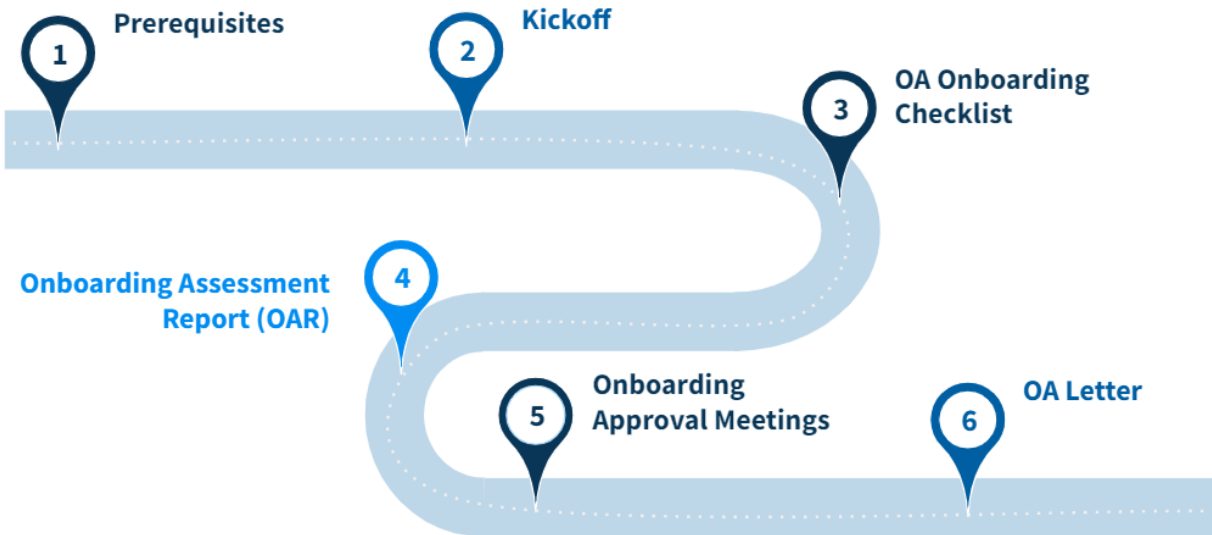 1
Prerequisites
2
Kickoff
3
OA Onboarding
Checklist
4
Onboarding Assessment
Report (OAR)
5
Onboarding
Approval Meetings
6
OA Letter